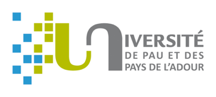 UNIVERSITÉ
DE PAU ET DES
PAYS DE L'ADOUR